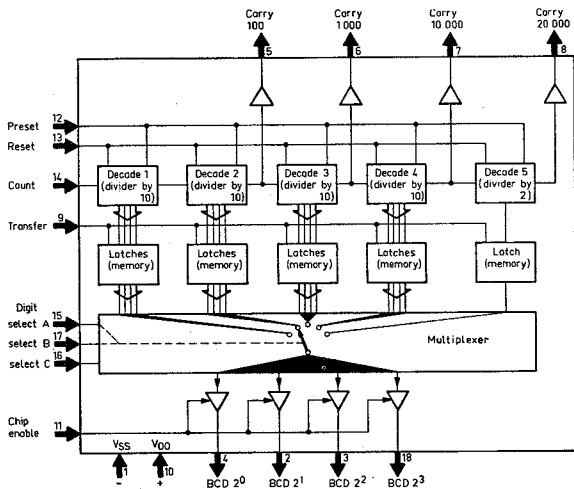 Carry 100
Carry 1 000
Carry 10 000
Carry 20 000
5
6
7
8
Preset 12
Reset 13
Count 14
Decade 1 (divider by 10)
Decade 2 (divider by 10)
Decade 3 (divider by 10)
Decade 4 (divider by 10)
Decade 5 (divider by 2)
Transfer 9
Latches (memory)
Latches (memory)
Latches (memory)
Latches (memory)
Latch (memory)
Digit
select A 15
select B 17
select C 16
Multiplexer
Chip enable 11
VSS
VDD
1
10
4
2
3
18
− + BCD 2⁰ BCD 2¹ BCD 2² BCD 2³